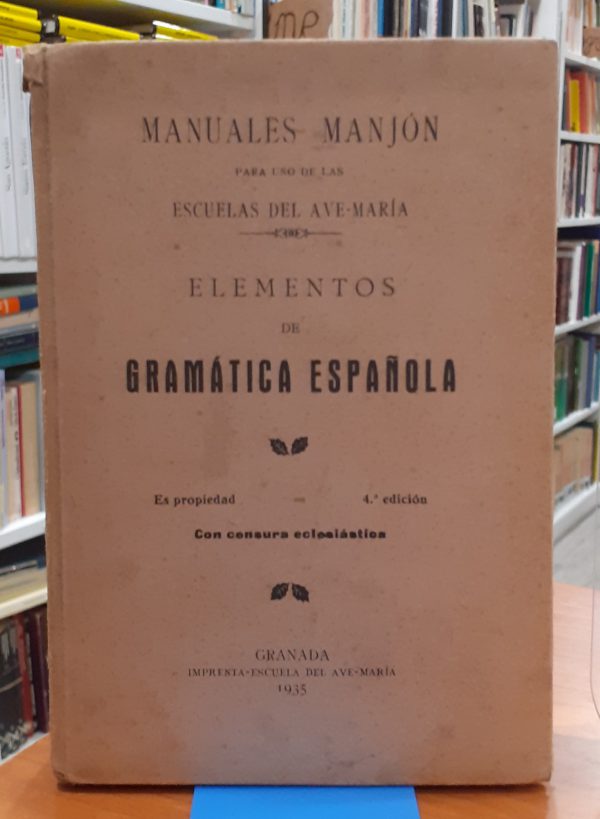 MP
MANUALES MANJÓN
PARA USO DE LAS
ESCUELAS DEL AVE-MARÍA
ELEMENTOS
DE
GRAMÁTICA ESPAÑOLA
Es propiedad — 4.ª edición
Con censura eclesiástica
GRANADA
IMPRENTA-ESCUELA DEL AVE-MARÍA
1935